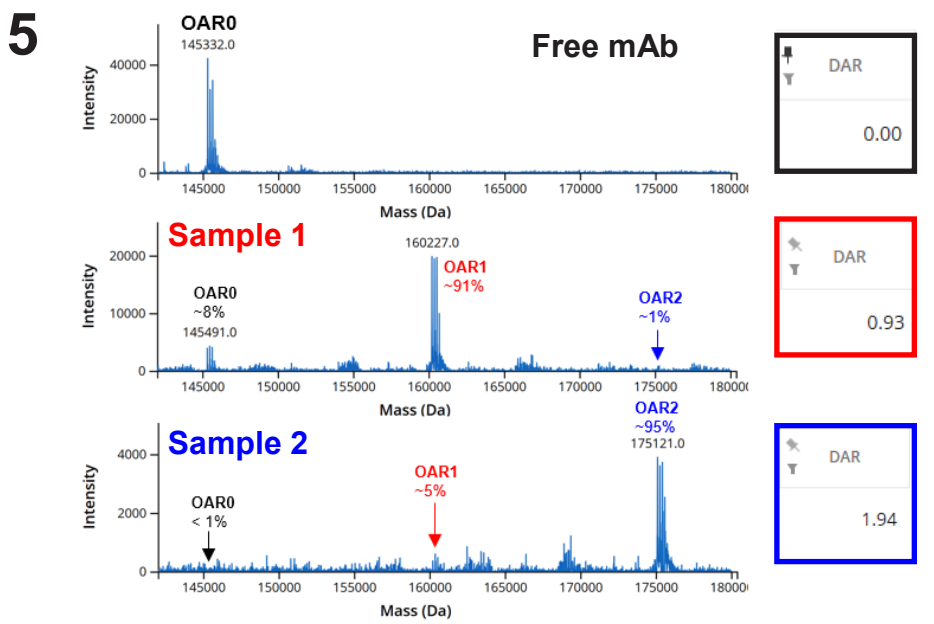 5
OAR0
145332.0
Free mAb
Intensity
40000
20000
0
145000 150000 155000 160000 165000 170000 175000 18000
Mass (Da)
DAR
0.00
Sample 1
160227.0
Intensity
20000
10000
0
OAR0
~8%
145491.0
OAR1
~91%
OAR2
~1%
145000 150000 155000 160000 165000 170000 175000 18000
Mass (Da)
DAR
0.93
Sample 2
OAR2
~95%
175121.0
Intensity
4000
2000
0
OAR0
< 1%
OAR1
~5%
145000 150000 155000 160000 165000 170000 175000 18000
Mass (Da)
DAR
1.94